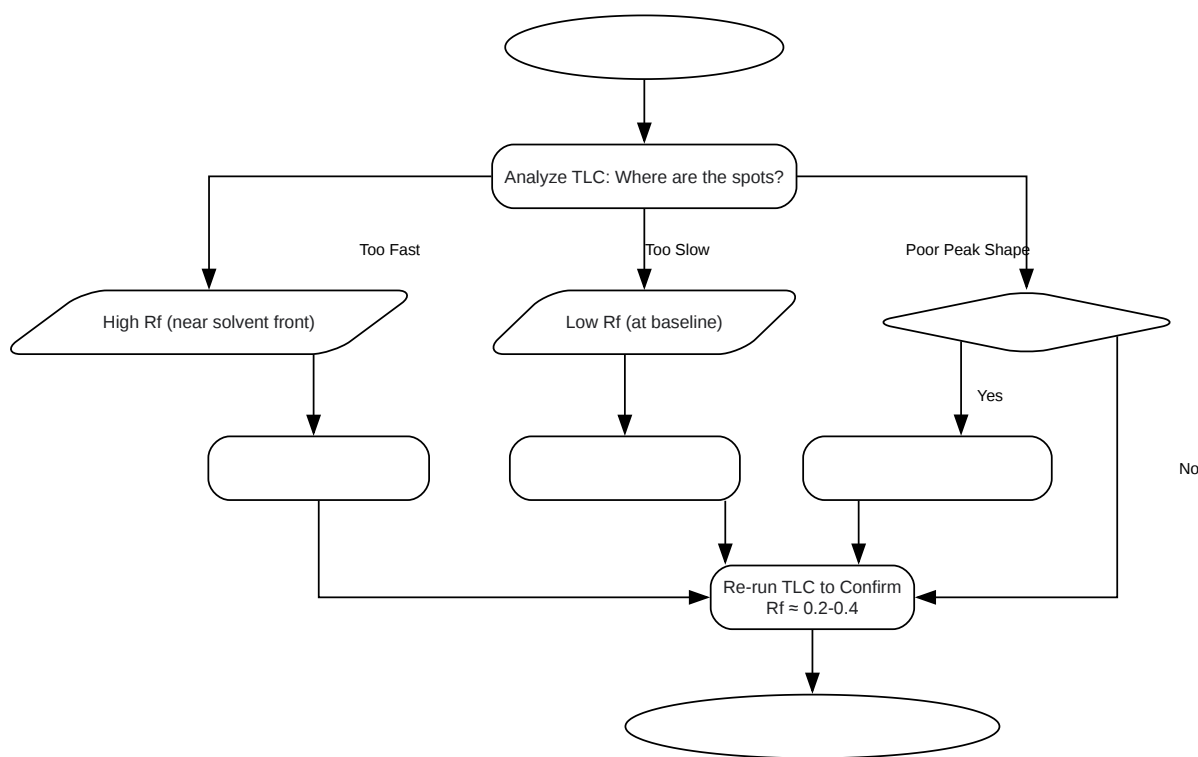 Analyze TLC: Where are the spots?
Too Fast
Too Slow
Poor Peak Shape
High Rf (near solvent front)
Low Rf (at baseline)
Yes
No
Re-run TLC to Confirm
Rf ≈ 0.2-0.4